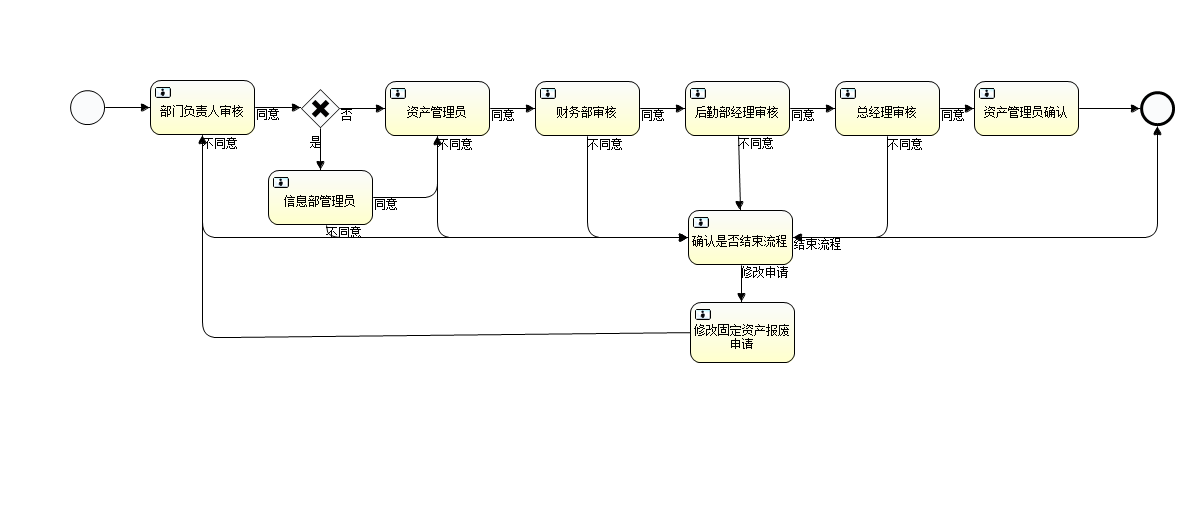 部门负责人审核
同意
否
资产管理员
同意
财务部审核
同意
后勤部经理审核
同意
总经理审核
同意
资产管理员确认
不同意
是
不同意
不同意
不同意
不同意
信息部管理员
同意
不同意
确认是否结束流程
结束流程
修改申请
修改固定资产报废
申请